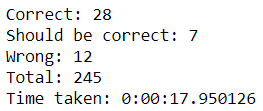 Correct: 28
Should be correct: 7
Wrong: 12
Total: 245
Time taken: 0:00:17.950126